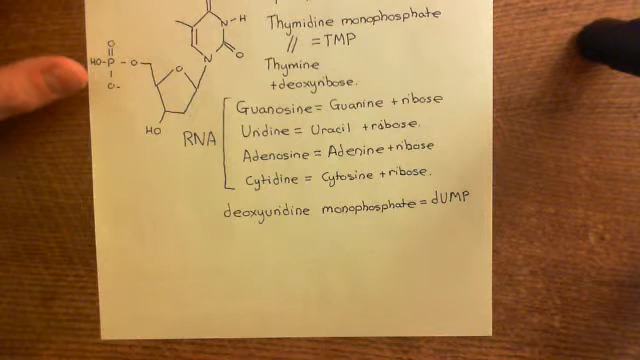 Thymidine monophosphate
// = TMP
Thymine
+deoxyribose.
O
N-H
N
O
O
HO-P-O
O-
O
HO
RNA
Guanosine = Guanine + ribose
Uridine = Uracil + ribose.
Adenosine = Adenine + ribose
Cytidine = Cytosine + ribose.
deoxyuridine monophosphate = dUMP